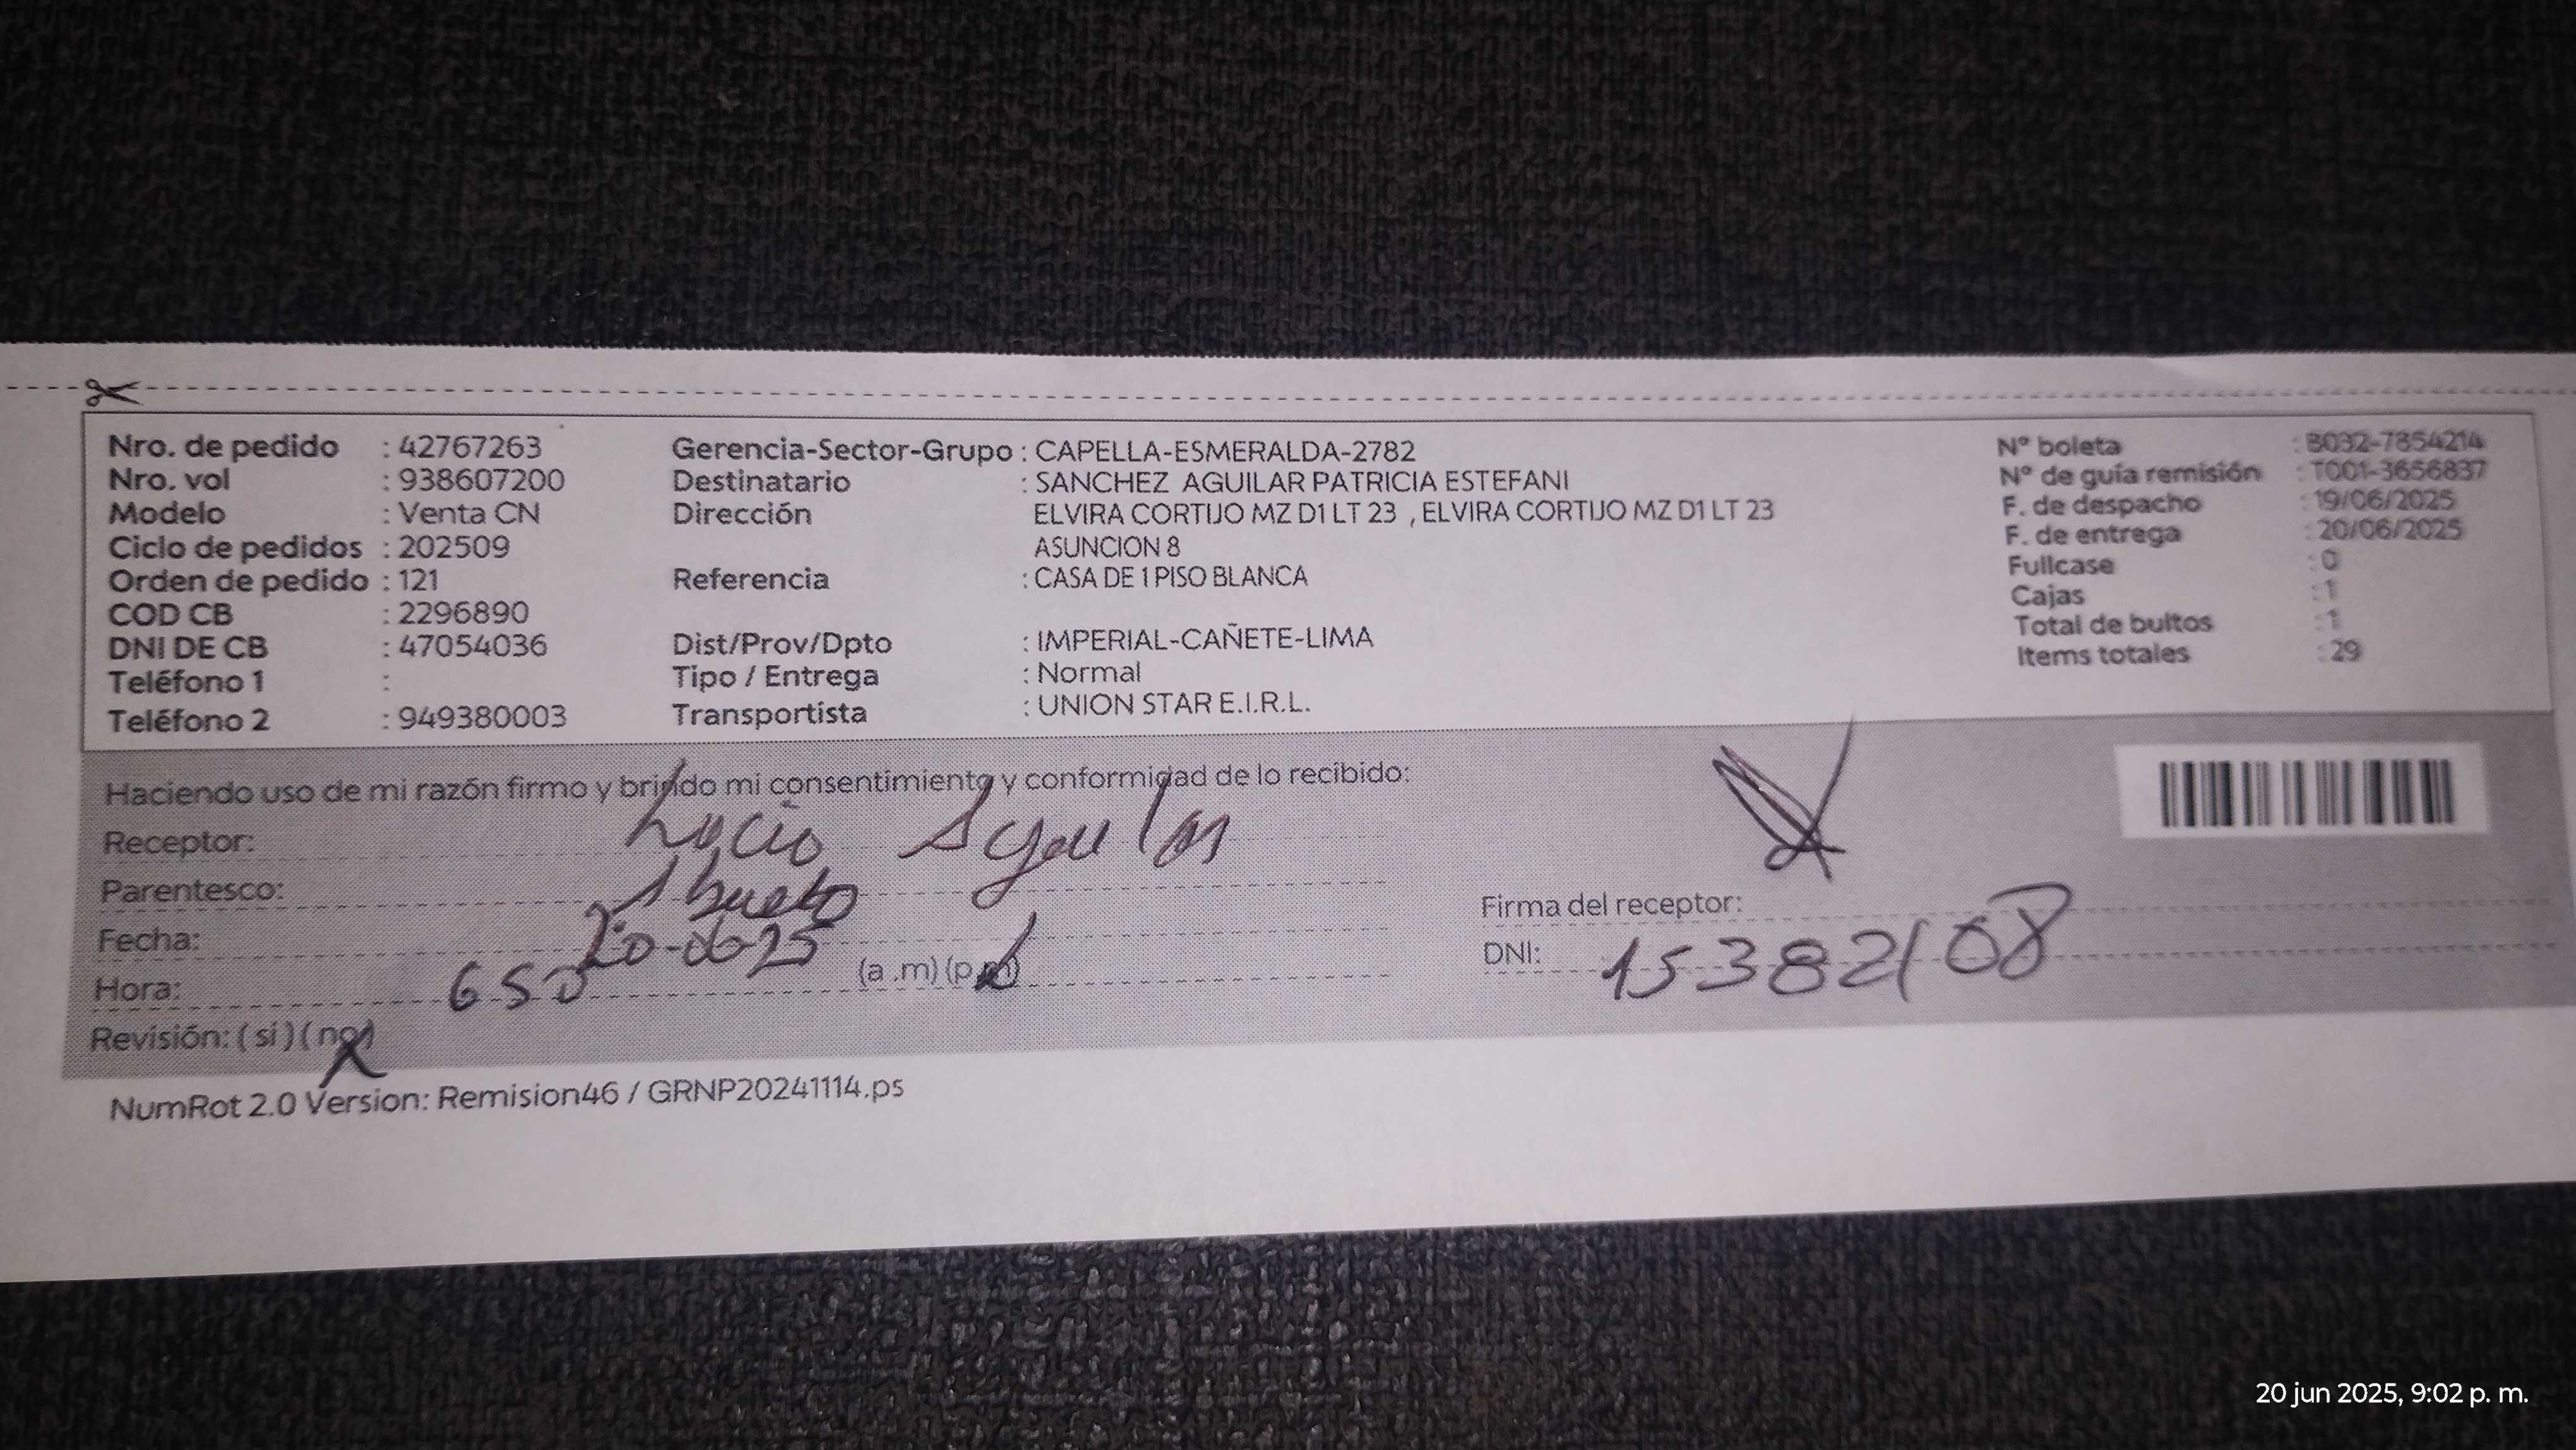 Nro. de pedido : 42767263 Gerencia-Sector-Grupo : CAPELLA-ESMERALDA-2782 N° boleta : B032-7854214
Nro. vol : 938607200 Destinatario : SANCHEZ AGUILAR PATRICIA ESTEFANI N° de guía remisión : T001-3656837
Modelo : Venta CN Dirección ELVIRA CORTIJO MZ D1 LT 23 , ELVIRA CORTIJO MZ D1 LT 23 F. de despacho : 19/06/2025
Ciclo de pedidos : 202509 ASUNCION 8 F. de entrega : 20/06/2025
Orden de pedido : 121 Referencia : CASA DE 1 PISO BLANCA Fullcase : 0
COD CB : 2296890 Cajas : 1
DNI DE CB : 47054036 Dist/Prov/Dpto : IMPERIAL-CAÑETE-LIMA Total de bultos : 1
Teléfono 1 : Tipo / Entrega : Normal Items totales : 29
Teléfono 2 : 949380003 Transportista : UNION STAR E.I.R.L.
Haciendo uso de mi razón firmo y brindo mi consentimiento y conformidad de lo recibido:
Receptor: Aguilar
Parentesco: Abuelo
Firma del receptor:
Fecha: 20-06-25
DNI: 15382108
Hora: 650 (a .m) (p.m)
Revisión: ( si ) ( no )
NumRot 2.0 Version: Remision46 / GRNP20241114.ps
20 jun 2025, 9:02 p. m.